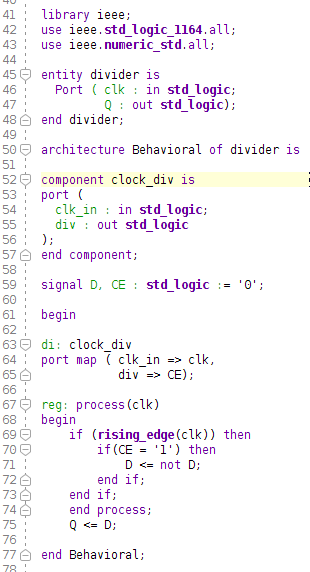 41 library ieee;
42 use ieee.std_logic_1164.all;
43 use ieee.numeric_std.all;
44
45 entity divider is
46 Port ( clk : in std_logic;
47 Q : out std_logic);
48 end divider;
49
50 architecture Behavioral of divider is
51
52 component clock_div is
53 port (
54 clk_in : in std_logic;
55 div : out std_logic
56 );
57 end component;
58
59 signal D, CE : std_logic := '0';
60
61 begin
62
63 di: clock_div
64 port map ( clk_in => clk,
65 div => CE);
66
67 reg: process(clk)
68 begin
69 if (rising_edge(clk)) then
70 if(CE = '1') then
71 D <= not D;
72 end if;
73 end if;
74 end process;
75 Q <= D;
76
77 end Behavioral;
78